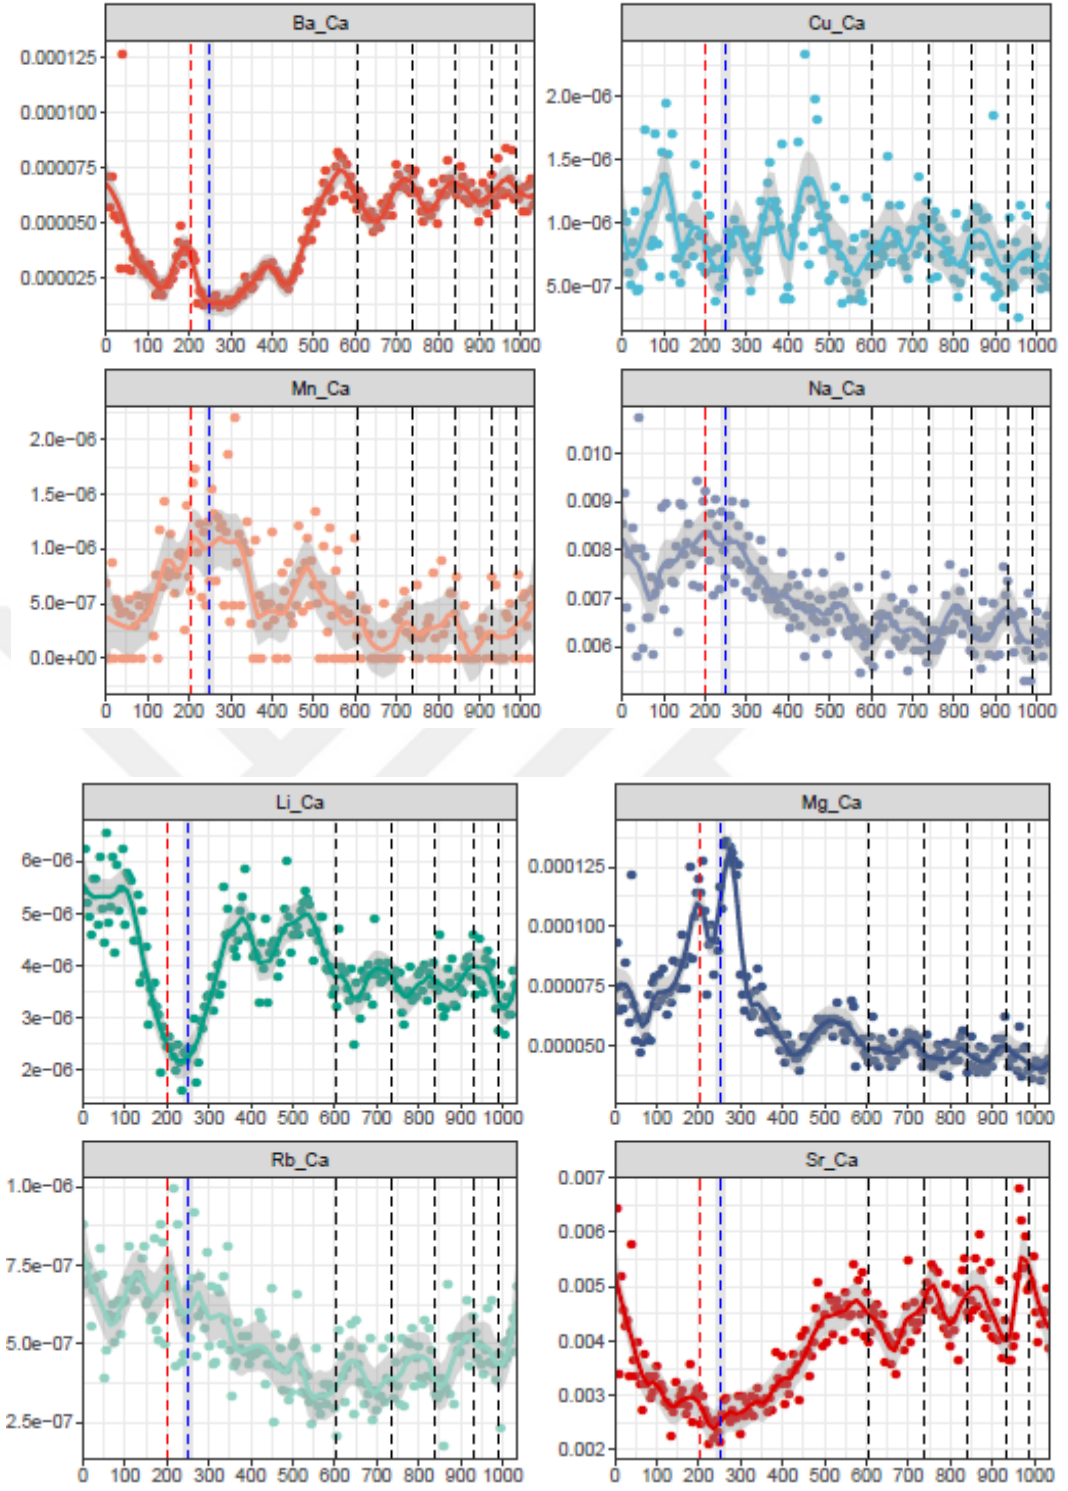 Ba_Ca
Cu_Ca
0.000125
0.000100
0.000075
0.000050
0.000025
0 100 200 300 400 500 600 700 800 900 1000
2.0e−06
1.5e−06
1.0e−06
5.0e−07
0 100 200 300 400 500 600 700 800 900 1000
Mn_Ca
Na_Ca
2.0e−06
1.5e−06
1.0e−06
5.0e−07
0.0e+00
0 100 200 300 400 500 600 700 800 900 1000
0.010
0.009
0.008
0.007
0.006
0 100 200 300 400 500 600 700 800 900 1000
Li_Ca
Mg_Ca
6e−06
5e−06
4e−06
3e−06
2e−06
0 100 200 300 400 500 600 700 800 900 1000
0.000125
0.000100
0.000075
0.000050
0 100 200 300 400 500 600 700 800 900 1000
Rb_Ca
Sr_Ca
1.0e−06
7.5e−07
5.0e−07
2.5e−07
0 100 200 300 400 500 600 700 800 900 1000
0.007
0.006
0.005
0.004
0.003
0.002
0 100 200 300 400 500 600 700 800 900 1000